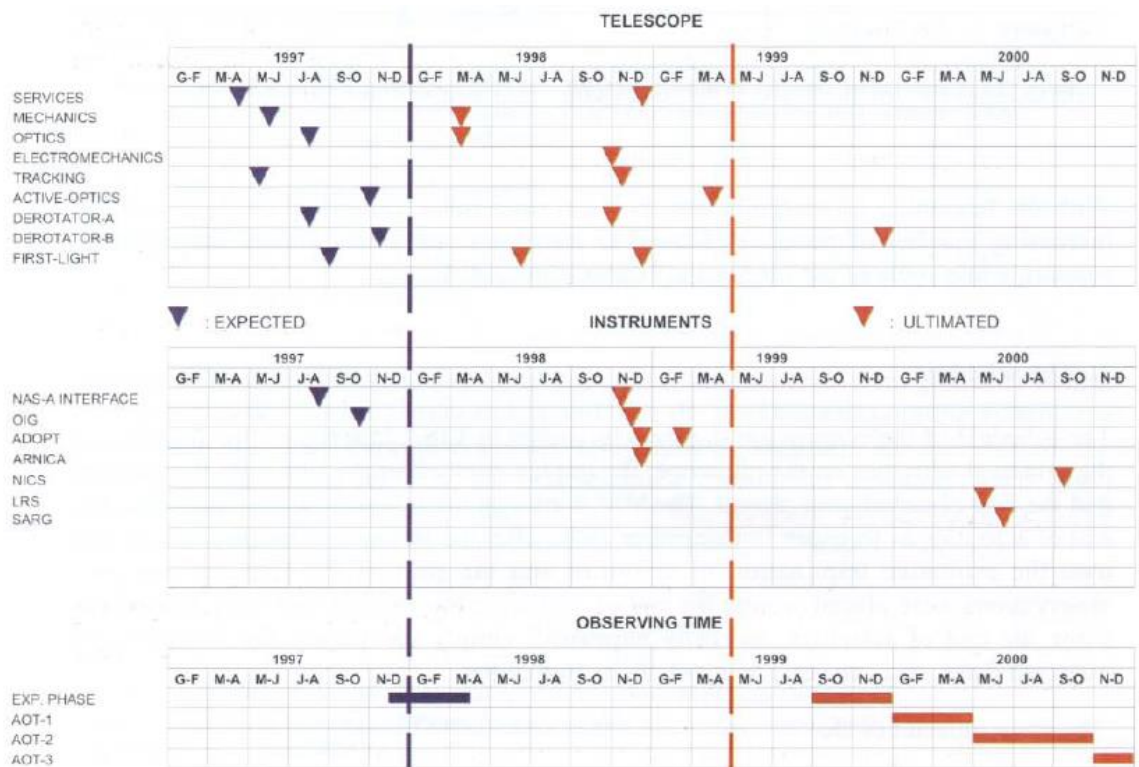 TELESCOPE
1997 1998 1999 2000
G-F M-A M-J J-A S-O N-D G-F M-A M-J J-A S-O N-D G-F M-A M-J J-A S-O N-D G-F M-A M-J J-A S-O N-D
SERVICES
MECHANICS
OPTICS
ELECTROMECHANICS
TRACKING
ACTIVE-OPTICS
DEROTATOR-A
DEROTATOR-B
FIRST-LIGHT
: EXPECTED INSTRUMENTS : ULTIMATED
1997 1998 1999 2000
G-F M-A M-J J-A S-O N-D G-F M-A M-J J-A S-O N-D G-F M-A M-J J-A S-O N-D G-F M-A M-J J-A S-O N-D
NAS-A INTERFACE
OIG
ADOPT
ARNICA
NICS
LRS
SARG
OBSERVING TIME
1997 1998 1999 2000
G-F M-A M-J J-A S-O N-D G-F M-A M-J J-A S-O N-D G-F M-A M-J J-A S-O N-D G-F M-A M-J J-A S-O N-D
EXP. PHASE
AOT-1
AOT-2
AOT-3